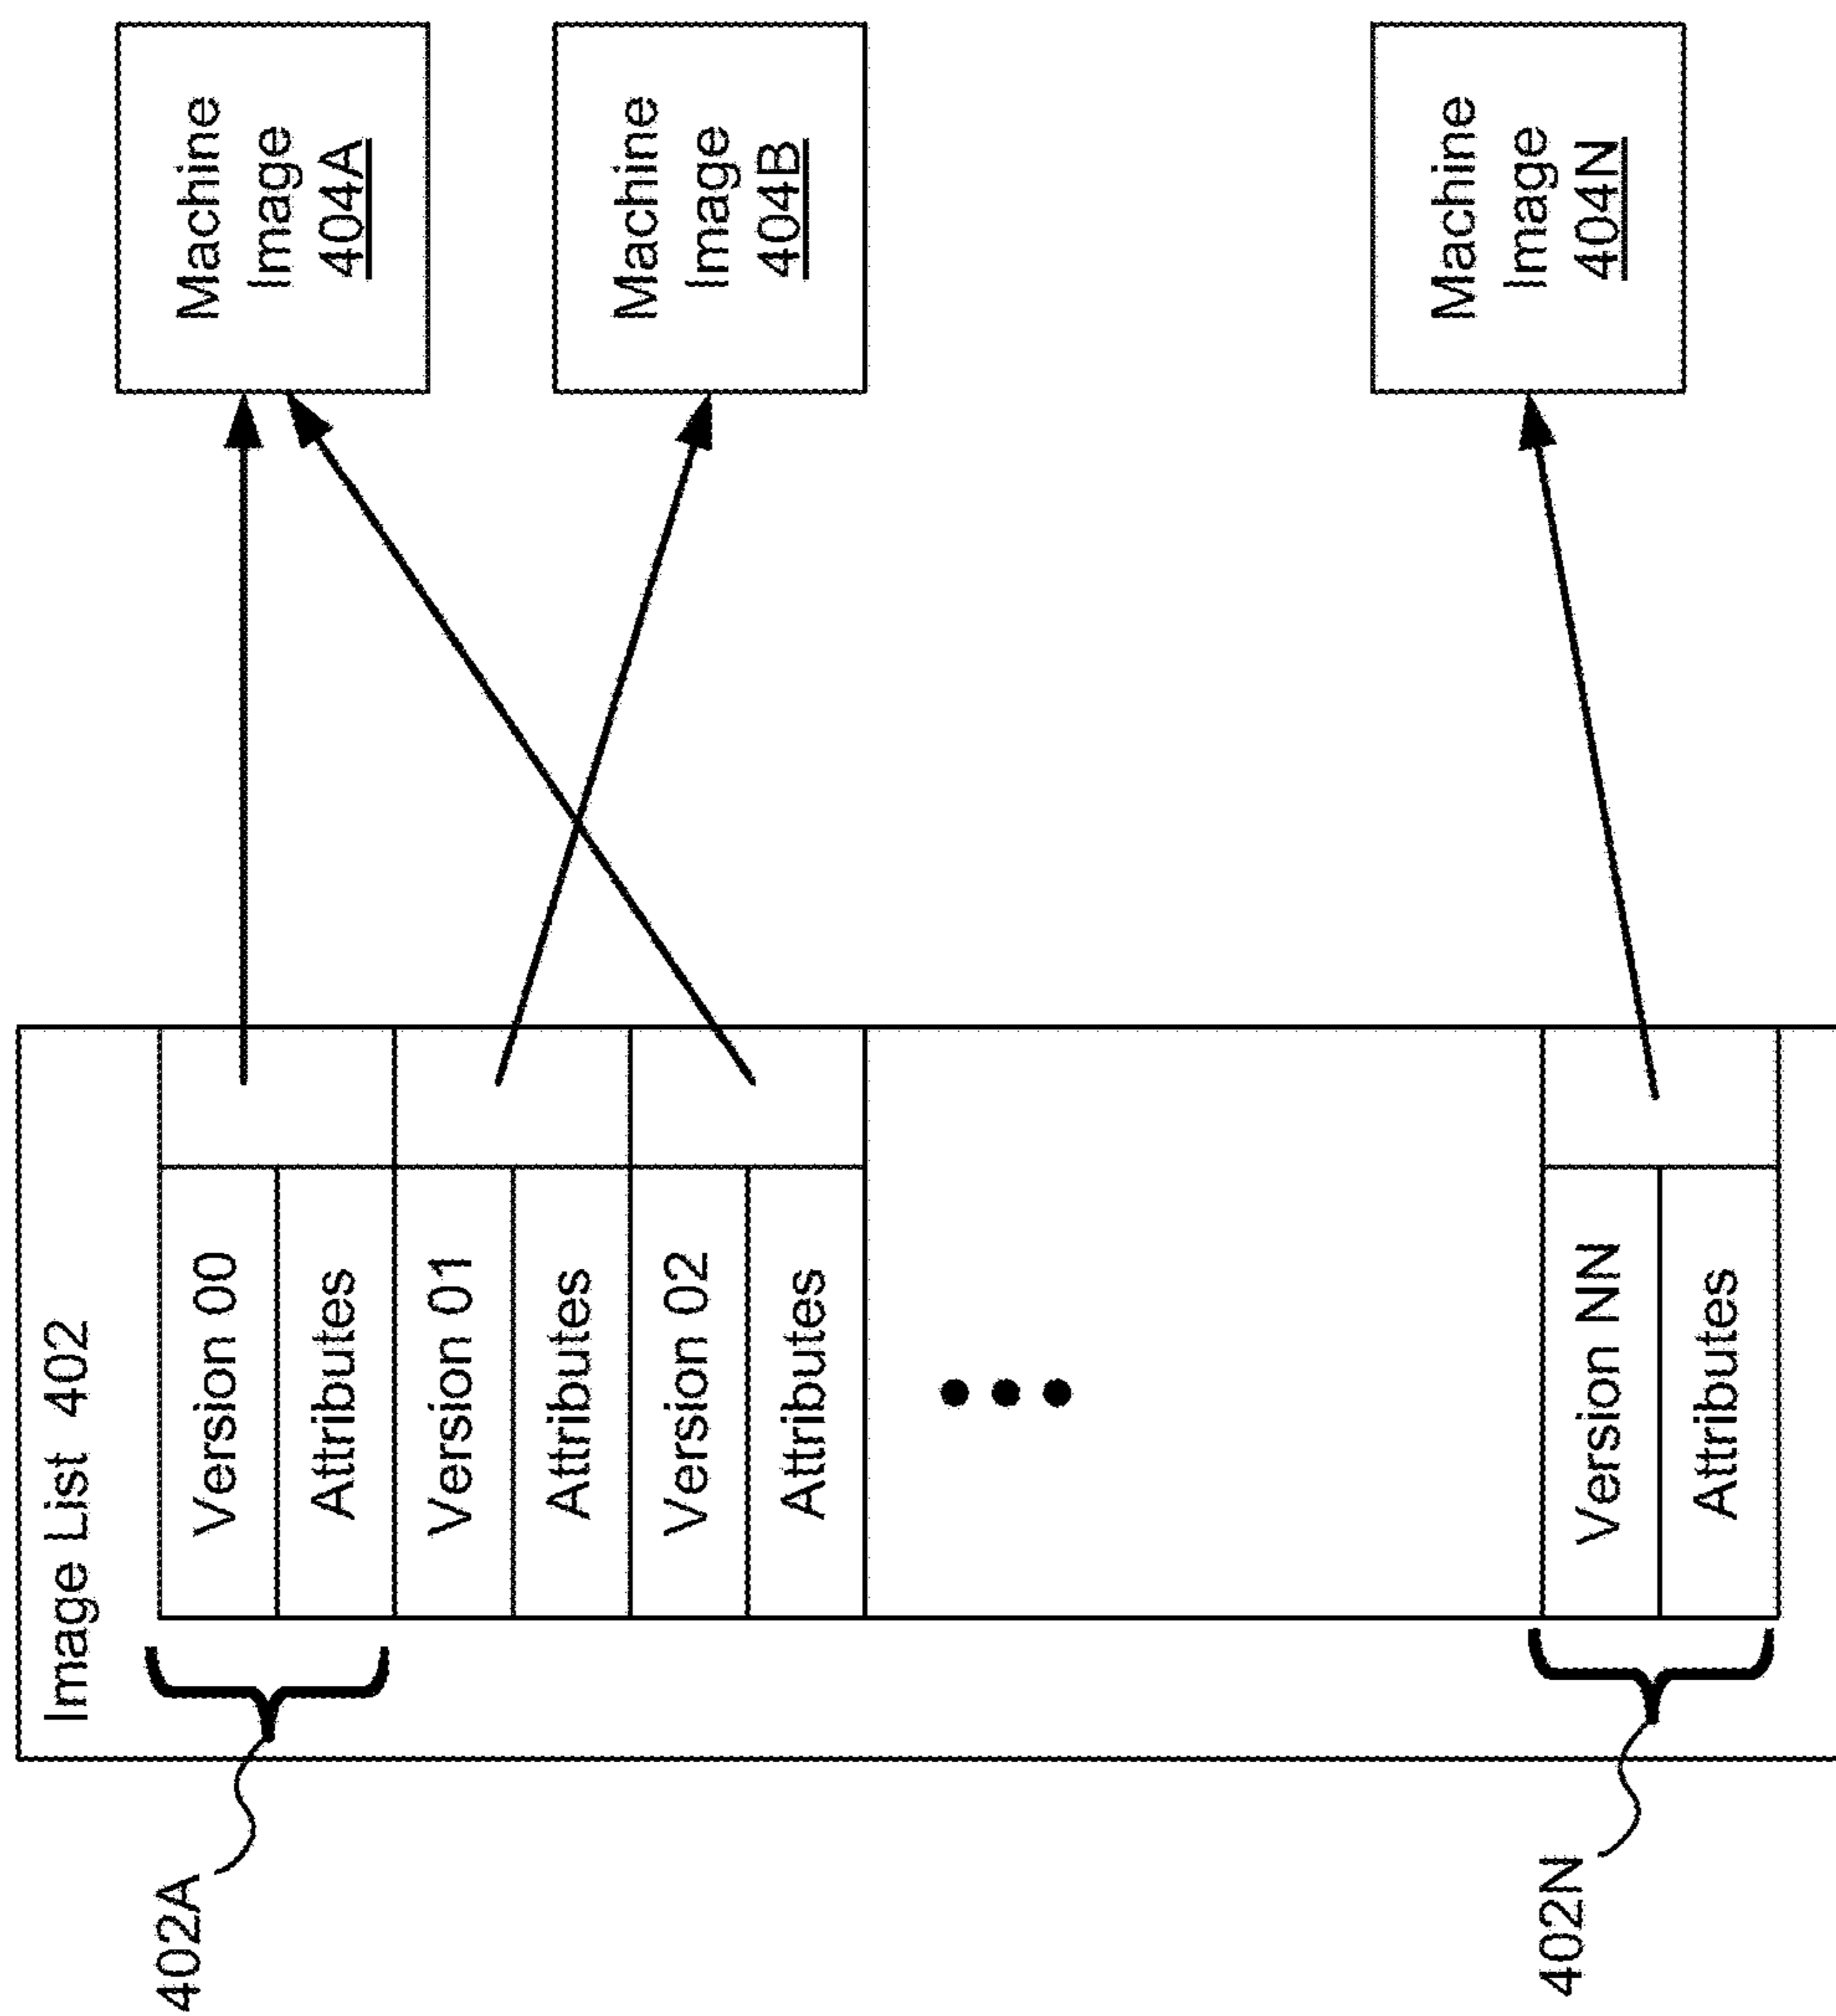 Image List 402
402A
Version 00
Attributes
Version 01
Attributes
Version 02
Attributes
402N
Version NN
Attributes
Machine
Image
404A
Machine
Image
404B
Machine
Image
404N